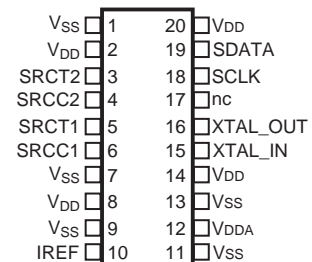 VSS 1 20 VDD
VDD 2 19 SDATA
SRCT2 3 18 SCLK
SRCC2 4 17 nc
SRCT1 5 16 XTAL_OUT
SRCC1 6 15 XTAL_IN
VSS 7 14 VDD
VDD 8 13 VSS
VSS 9 12 VDDA
IREF 10 11 VSS